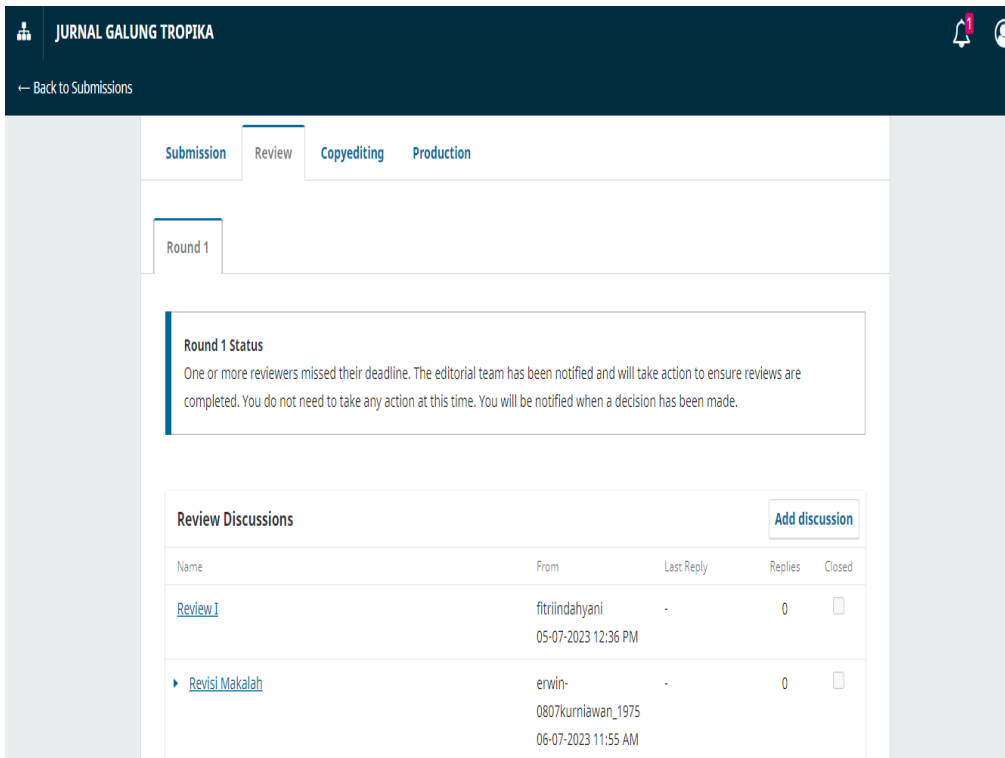 JURNAL GALUNG TROPIKA
1
← Back to Submissions
Submission Review Copyediting Production
Round 1
Round 1 Status
One or more reviewers missed their deadline. The editorial team has been notified and will take action to ensure reviews are
completed. You do not need to take any action at this time. You will be notified when a decision has been made.
Review Discussions Add discussion
Name From Last Reply Replies Closed
Review I fitriindahyani - 0
05-07-2023 12:36 PM
Revisi Makalah erwin- - 0
0807kurniawan_1975
06-07-2023 11:55 AM